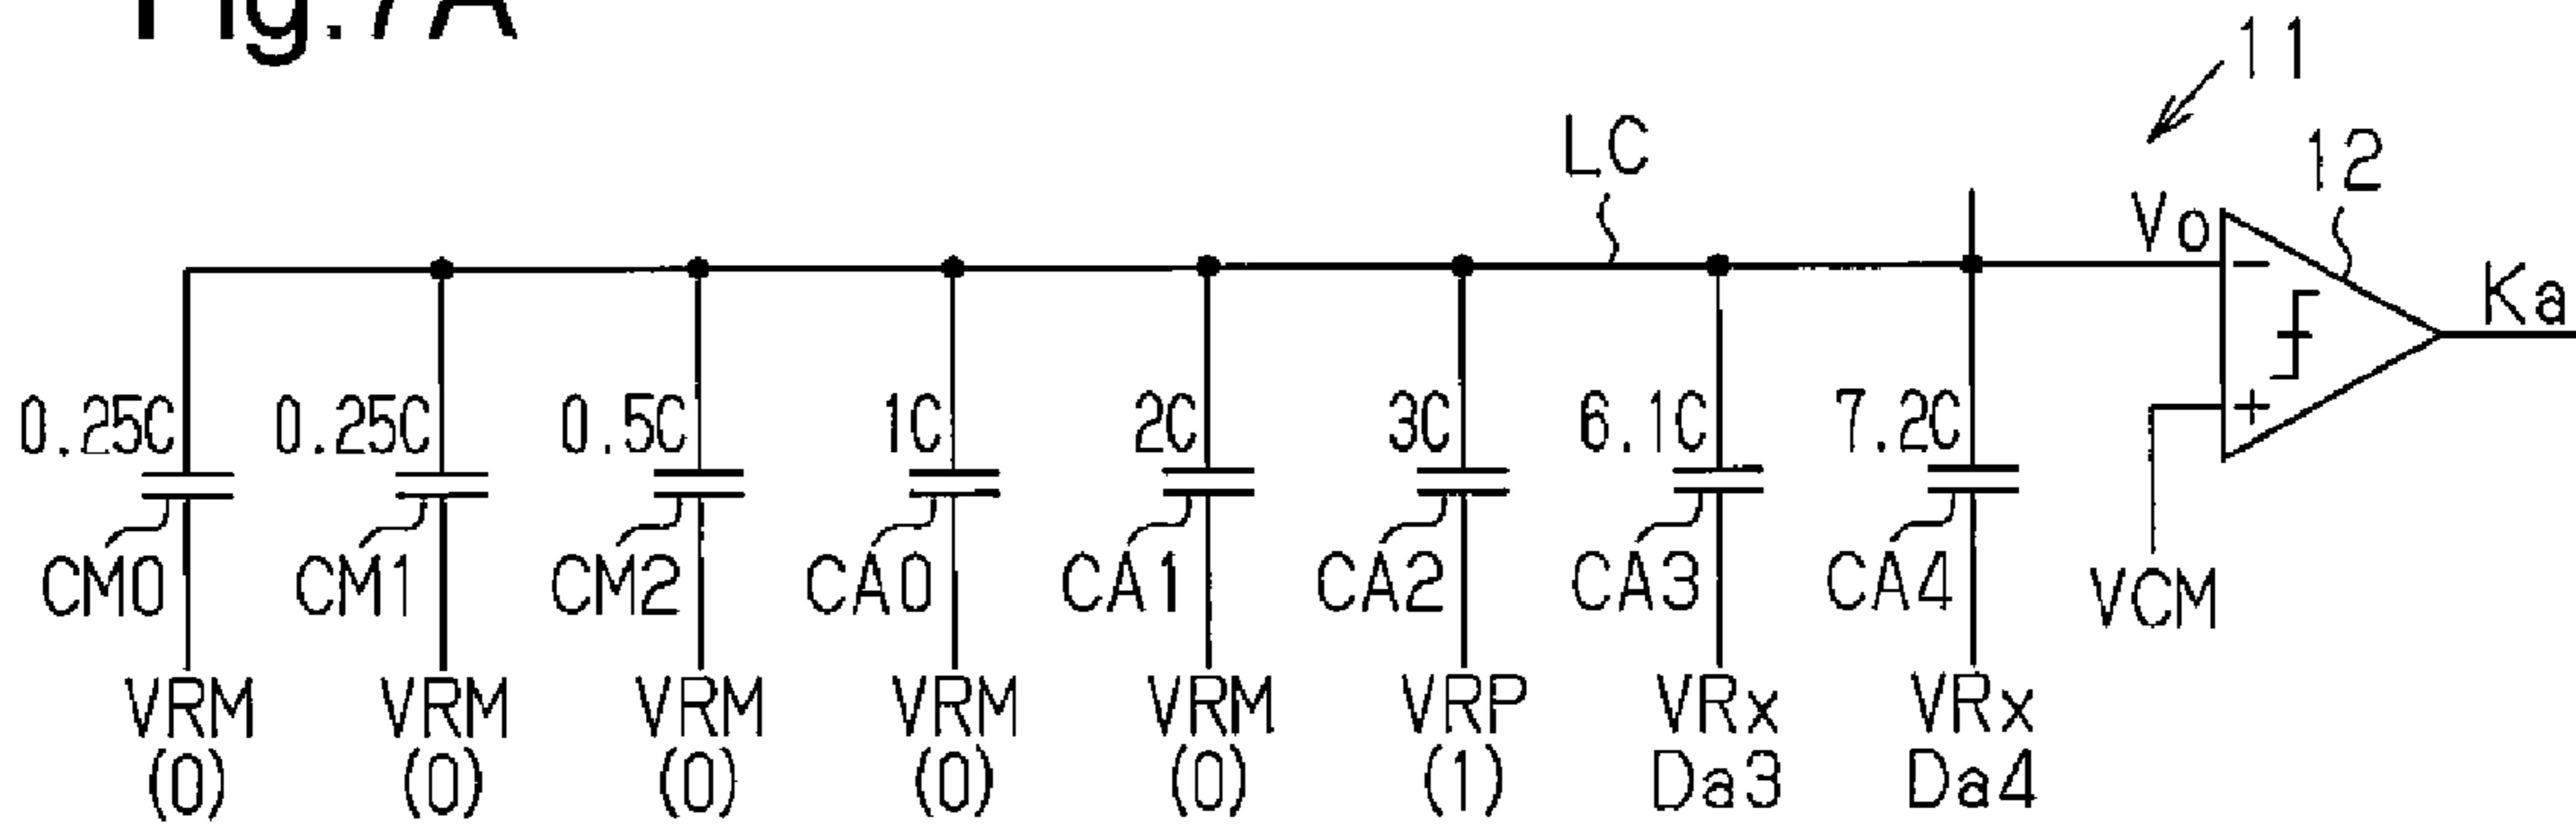 Fig.7A
11
LC
12
Vo
Ka
0.25C 0.25C 0.5C 1C 2C 3C 6.1C 7.2C
CM0 CM1 CM2 CA0 CA1 CA2 CA3 CA4 VCM
VRM VRM VRM VRM VRM VRP VRx VRx
(0) (0) (0) (0) (0) (1) Da3 Da4